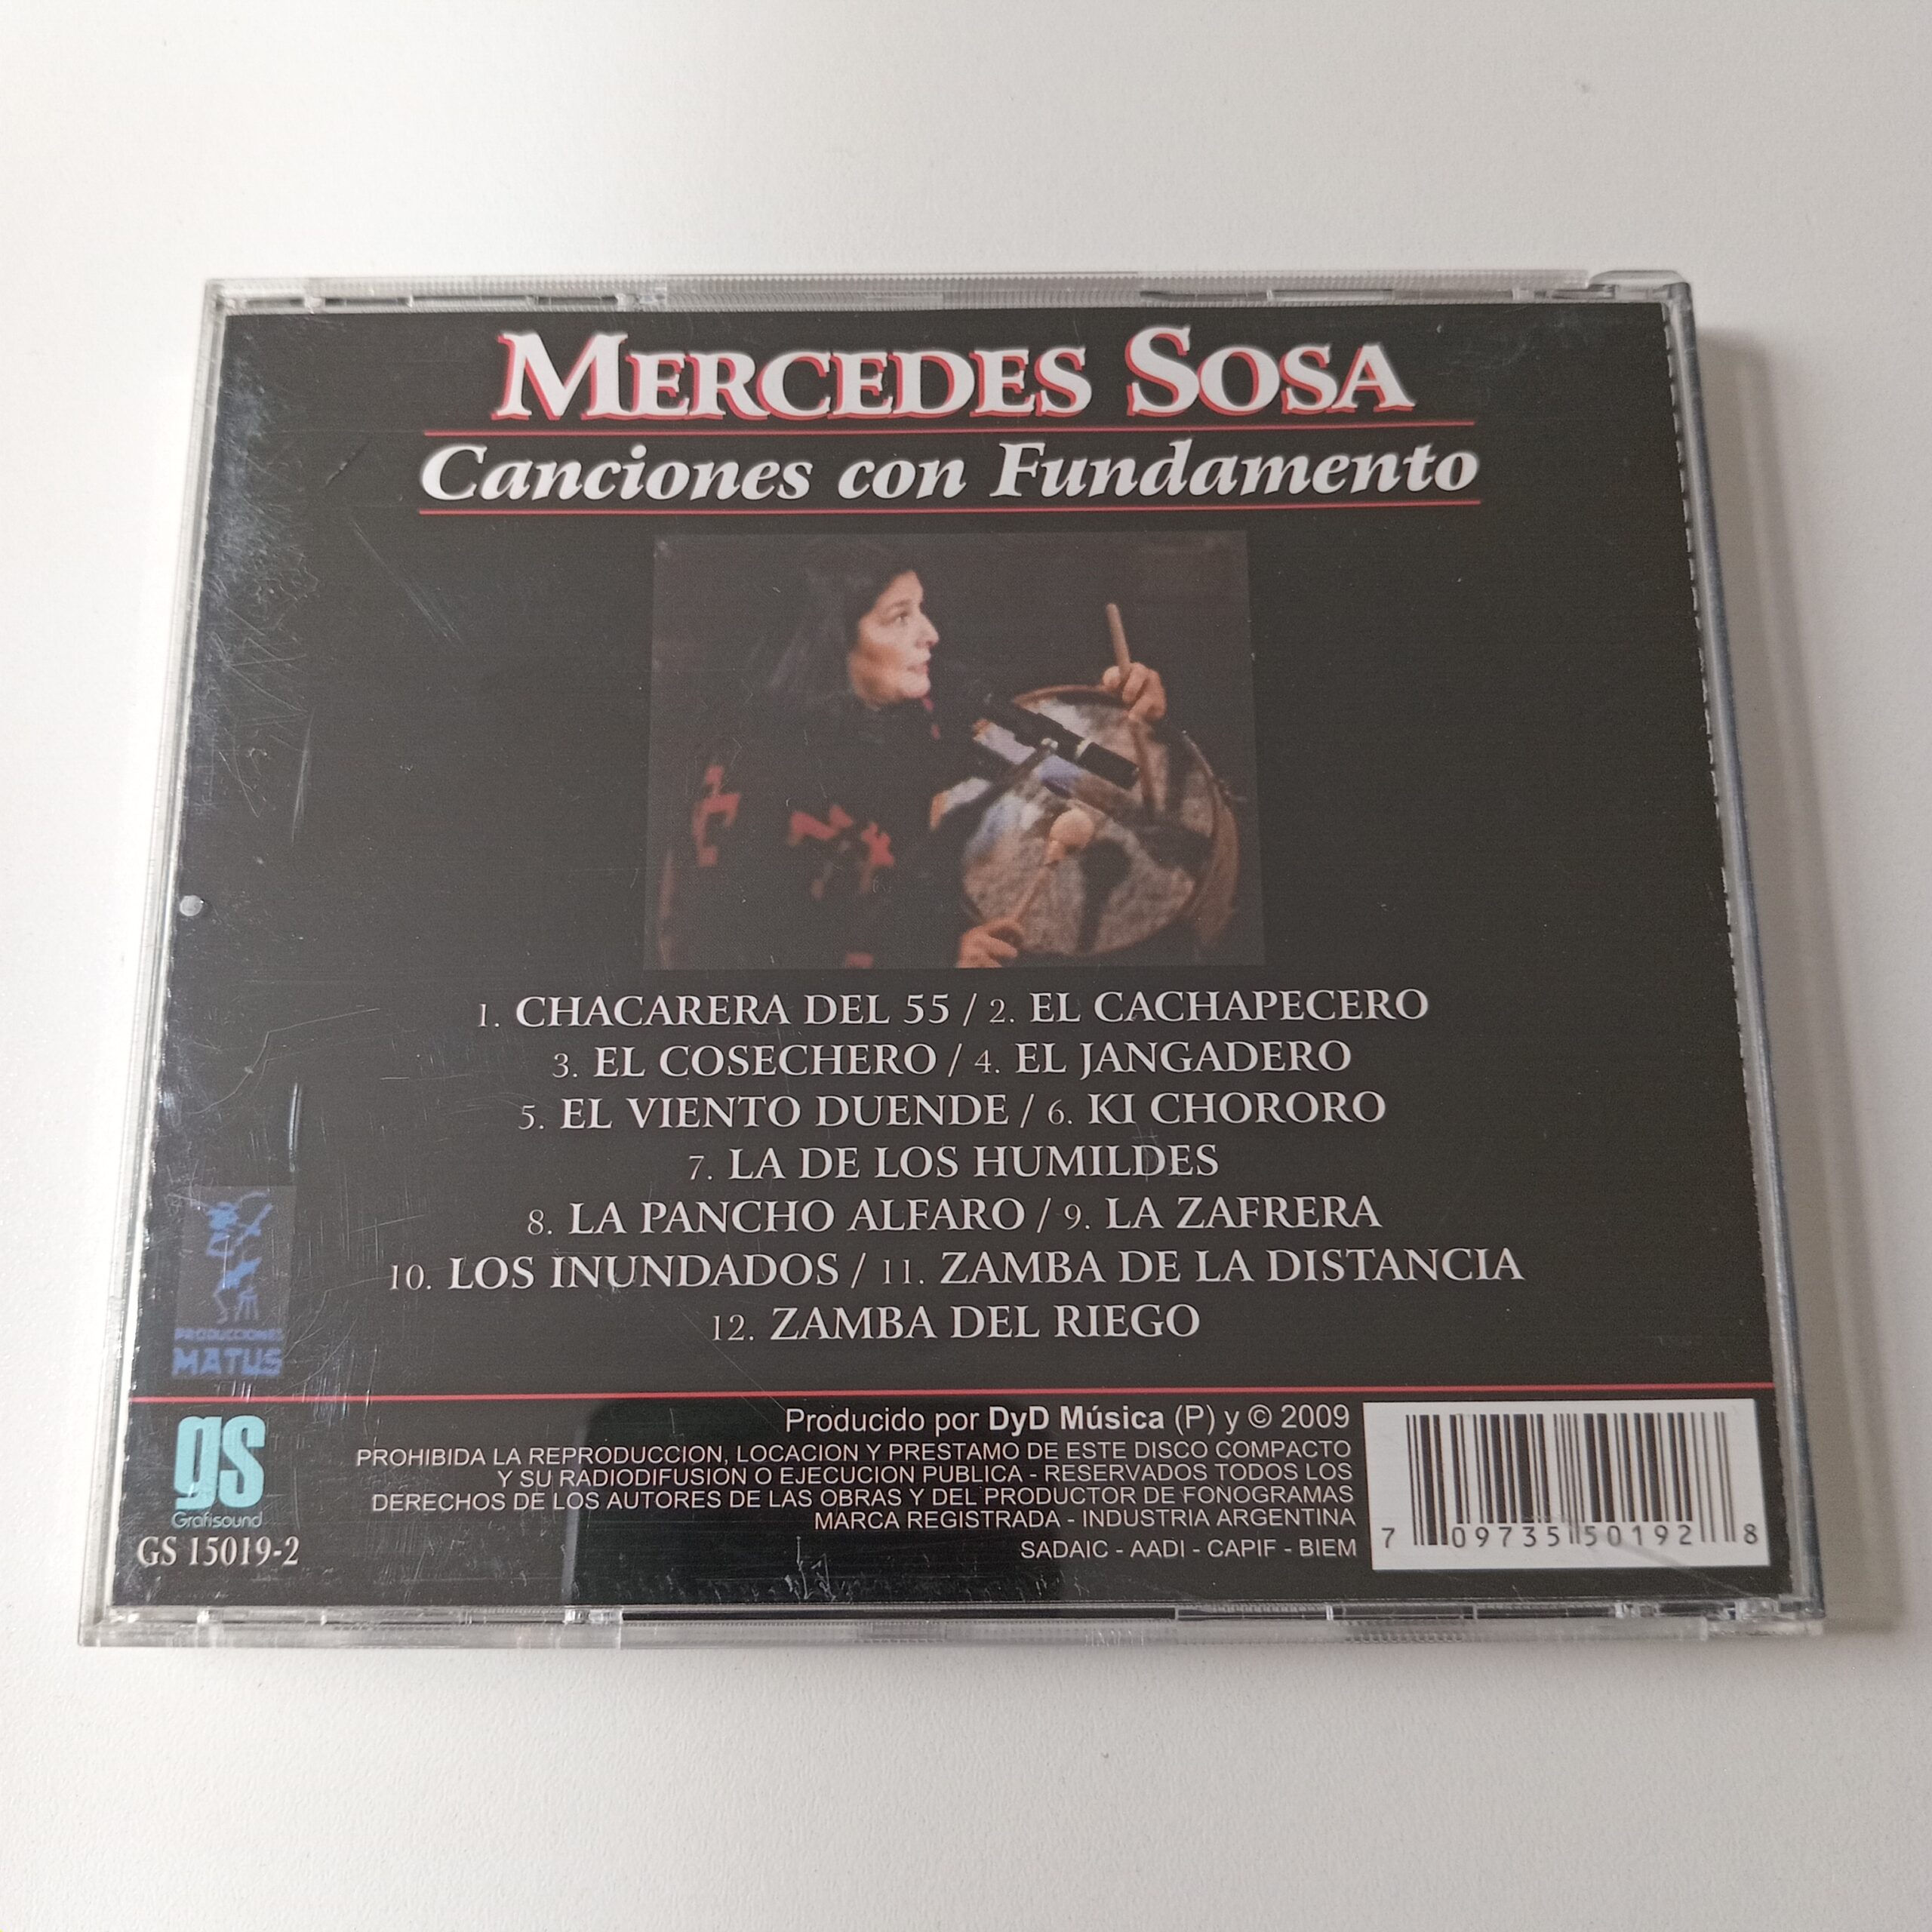 MERCEDES SOSA
Canciones con Fundamento
1. CHACARERA DEL 55 / 2. EL CACHAPECERO
3. EL COSECHERO / 4. EL JANGADERO
5. EL VIENTO DUENDE / 6. KI CHORORO
7. LA DE LOS HUMILDES
8. LA PANCHO ALFARO / 9. LA ZAFRERA
10. LOS INUNDADOS / 11. ZAMBA DE LA DISTANCIA
12. ZAMBA DEL RIEGO
PRODUCCIONES
MATUS
gs
Grafisound
GS 15019-2
Producido por DyD Música (P) y © 2009
PROHIBIDA LA REPRODUCCION, LOCACION Y PRESTAMO DE ESTE DISCO COMPACTO
Y SU RADIODIFUSION O EJECUCION PUBLICA - RESERVADOS TODOS LOS
DERECHOS DE LOS AUTORES DE LAS OBRAS Y DEL PRODUCTOR DE FONOGRAMAS
MARCA REGISTRADA - INDUSTRIA ARGENTINA
SADAIC - AADI - CAPIF - BIEM
7 09735 50192 8